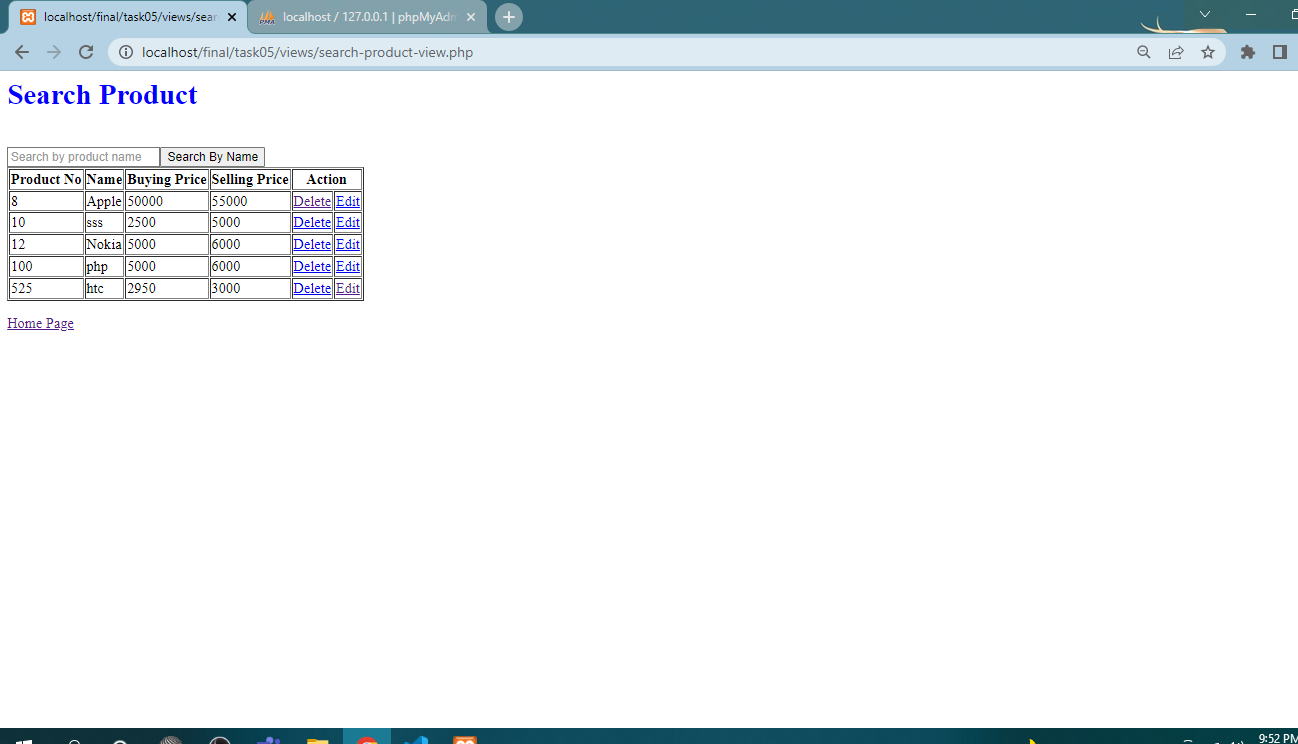 localhost/final/task05/views/sear
localhost / 127.0.0.1 | phpMyAdm
localhost/final/task05/views/search-product-view.php
Search Product
Search by product name Search By Name
Product No Name Buying Price Selling Price Action
8 Apple 50000 55000 Delete Edit
10 sss 2500 5000 Delete Edit
12 Nokia 5000 6000 Delete Edit
100 php 5000 6000 Delete Edit
525 htc 2950 3000 Delete Edit
Home Page
9:52 PM